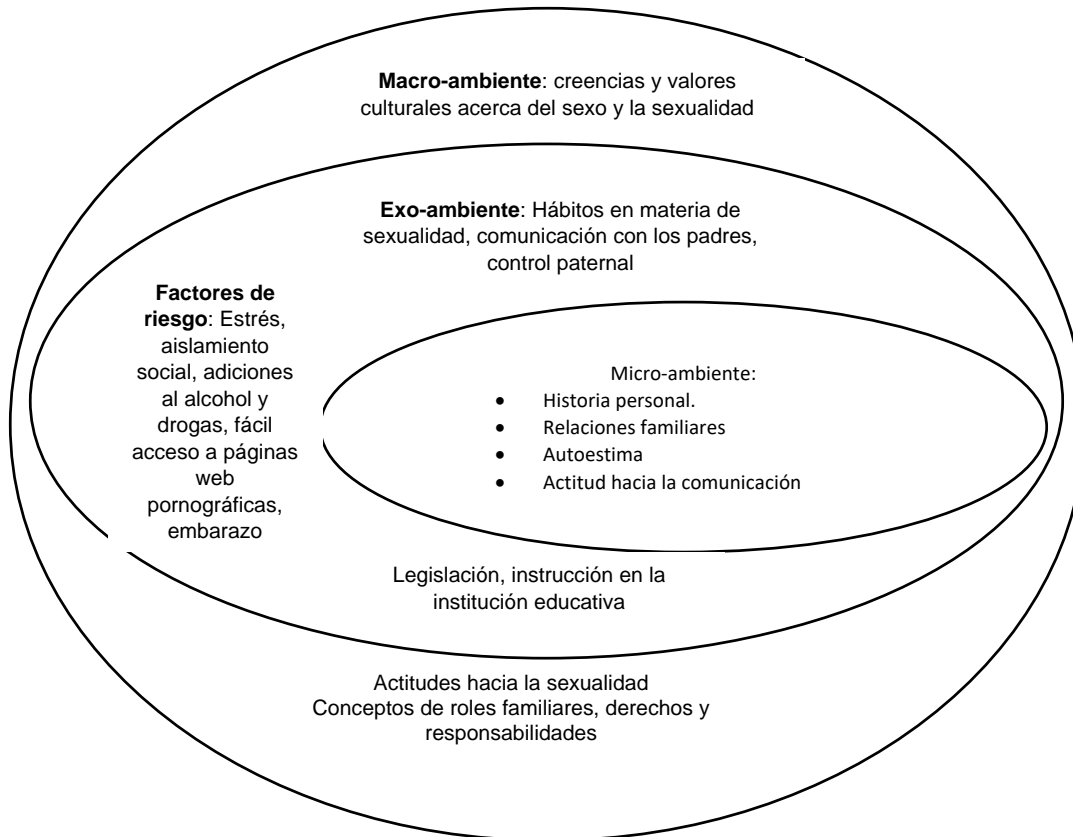 Macro-ambiente: creencias y valores
culturales acerca del sexo y la sexualidad
Exo-ambiente: Hábitos en materia de
sexualidad, comunicación con los padres,
control paternal
Factores de
riesgo: Estrés,
aislamiento
social, adiciones
al alcohol y
drogas, fácil
acceso a páginas
web
pornográficas,
embarazo
Micro-ambiente:
• Historia personal.
• Relaciones familiares
• Autoestima
• Actitud hacia la comunicación
Legislación, instrucción en la
institución educativa
Actitudes hacia la sexualidad
Conceptos de roles familiares, derechos y
responsabilidades